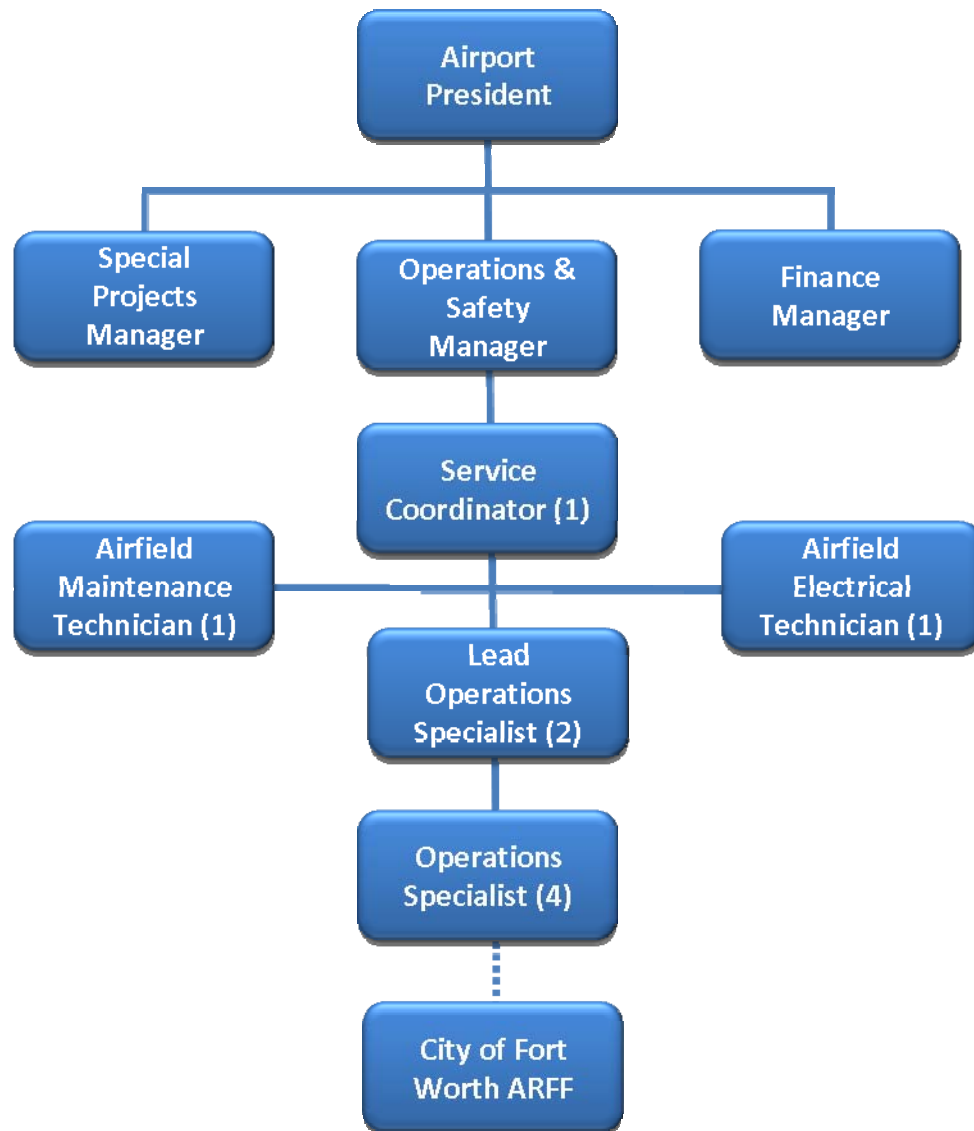 Airport
President
Special
Projects
Manager
Operations &
Safety
Manager
Finance
Manager
Service
Coordinator (1)
Airfield
Maintenance
Technician (1)
Airfield
Electrical
Technician (1)
Lead
Operations
Specialist (2)
Operations
Specialist (4)
City of Fort
Worth ARFF